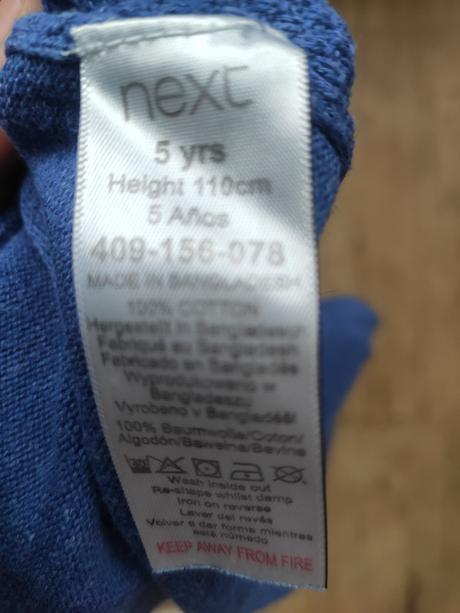 next
5 yrs
Height 110cm
5 Años
409-156-078
MADE IN BANGLADESH
100% COTTON
Hergestellt in Bangladesch
Fabriqué au Bangladesh
Fabricado en Bangladés
Wyprodukowano w
Bangladeszu
Vyrobeno v Bangladéši
100% Baumwolle/Coton/
Algodón/Bawełna/Bavlna
Wash inside out
Re-shape whilst damp
Iron on reverse
Lavar del revés
Volver a dar forma mientras
está húmedo
KEEP AWAY FROM FIRE